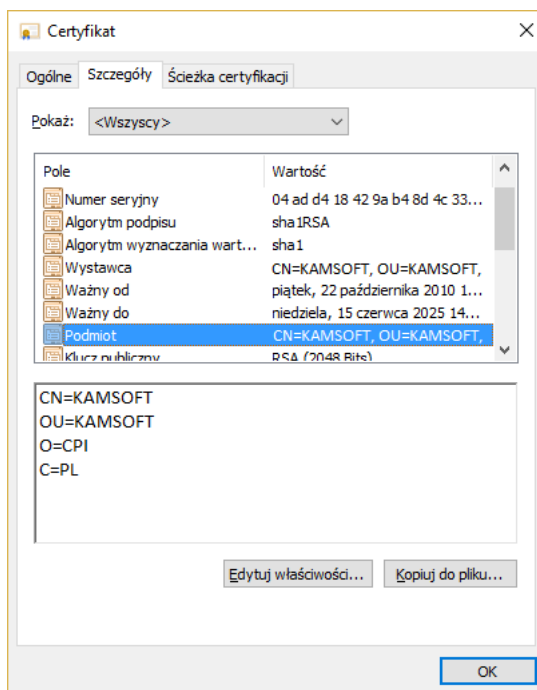 Certyfikat
Ogólne Szczegóły Ścieżka certyfikacji
Pokaż: <Wszyscy>
Pole Wartość
Numer seryjny 04 ad d4 18 42 9a b4 8d 4c 33...
Algorytm podpisu sha1RSA
Algorytm wyznaczania wart... sha1
Wystawca CN=KAMSOFT, OU=KAMSOFT,
Ważny od piątek, 22 października 2010 1...
Ważny do niedziela, 15 czerwca 2025 14...
Podmiot CN=KAMSOFT, OU=KAMSOFT,
Klucz publiczny RSA (2048 Bits)
CN=KAMSOFT
OU=KAMSOFT
O=CPI
C=PL
Edytuj właściwości... Kopiuj do pliku...
OK